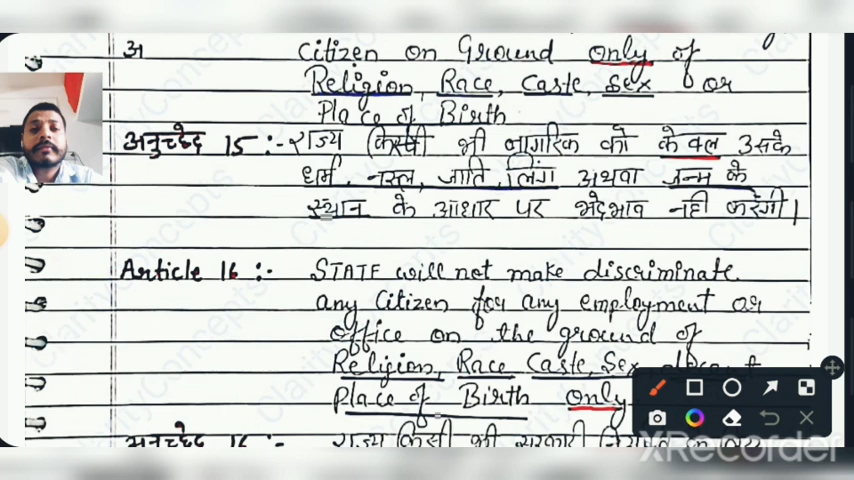 अ
Citizen on Ground only of
Religion, Race, Caste, Sex or
Place of Birth
अनुच्छेद 15 :- राज्य किसी भी नागरिक को केवल उसके
धर्म, नस्ल, जाति, लिंग अथवा जन्म के
स्थान के आधार पर भेदभाव नही करेगी।
Article 16 :- STATE will not make discriminate
any Citizen for any employment or
office on the ground of
Religion, Race Caste, Sex, descent
Place of Birth only
अनुच्छेद 16 :- राज्य किसी भी सरकारी
XRecorder
ClarityConcepts